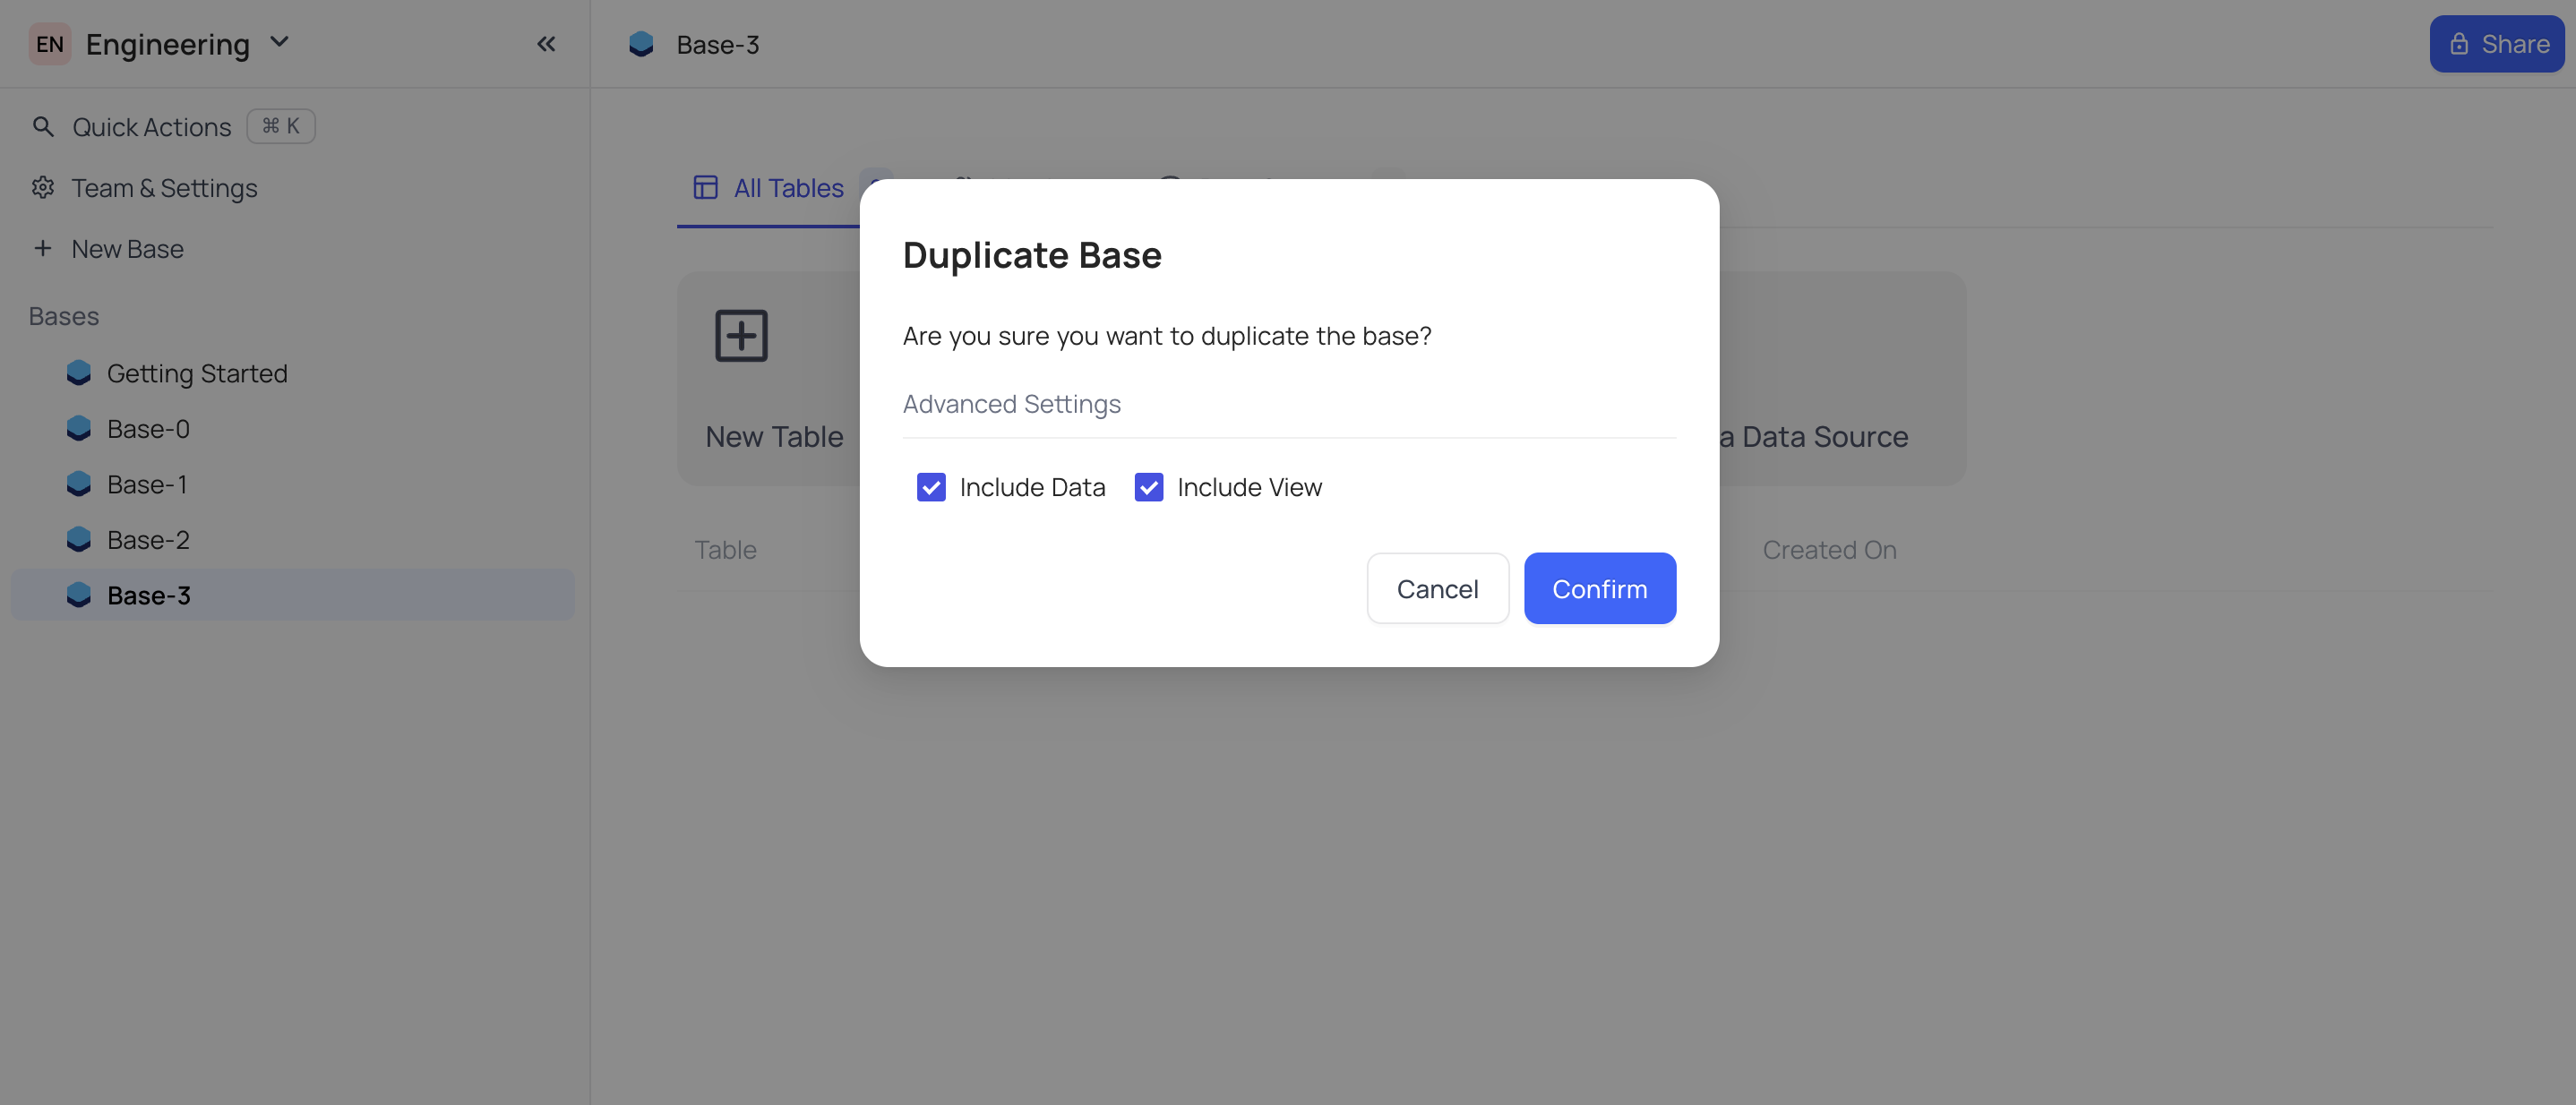 EN Engineering
Base-3
Share
Quick Actions ⌘ K
Team & Settings
New Base
Bases
Getting Started
Base-0
Base-1
Base-2
Base-3
All Tables
New Table
a Data Source
Table
Created On
Duplicate Base
Are you sure you want to duplicate the base?
Advanced Settings
Include Data Include View
Cancel Confirm